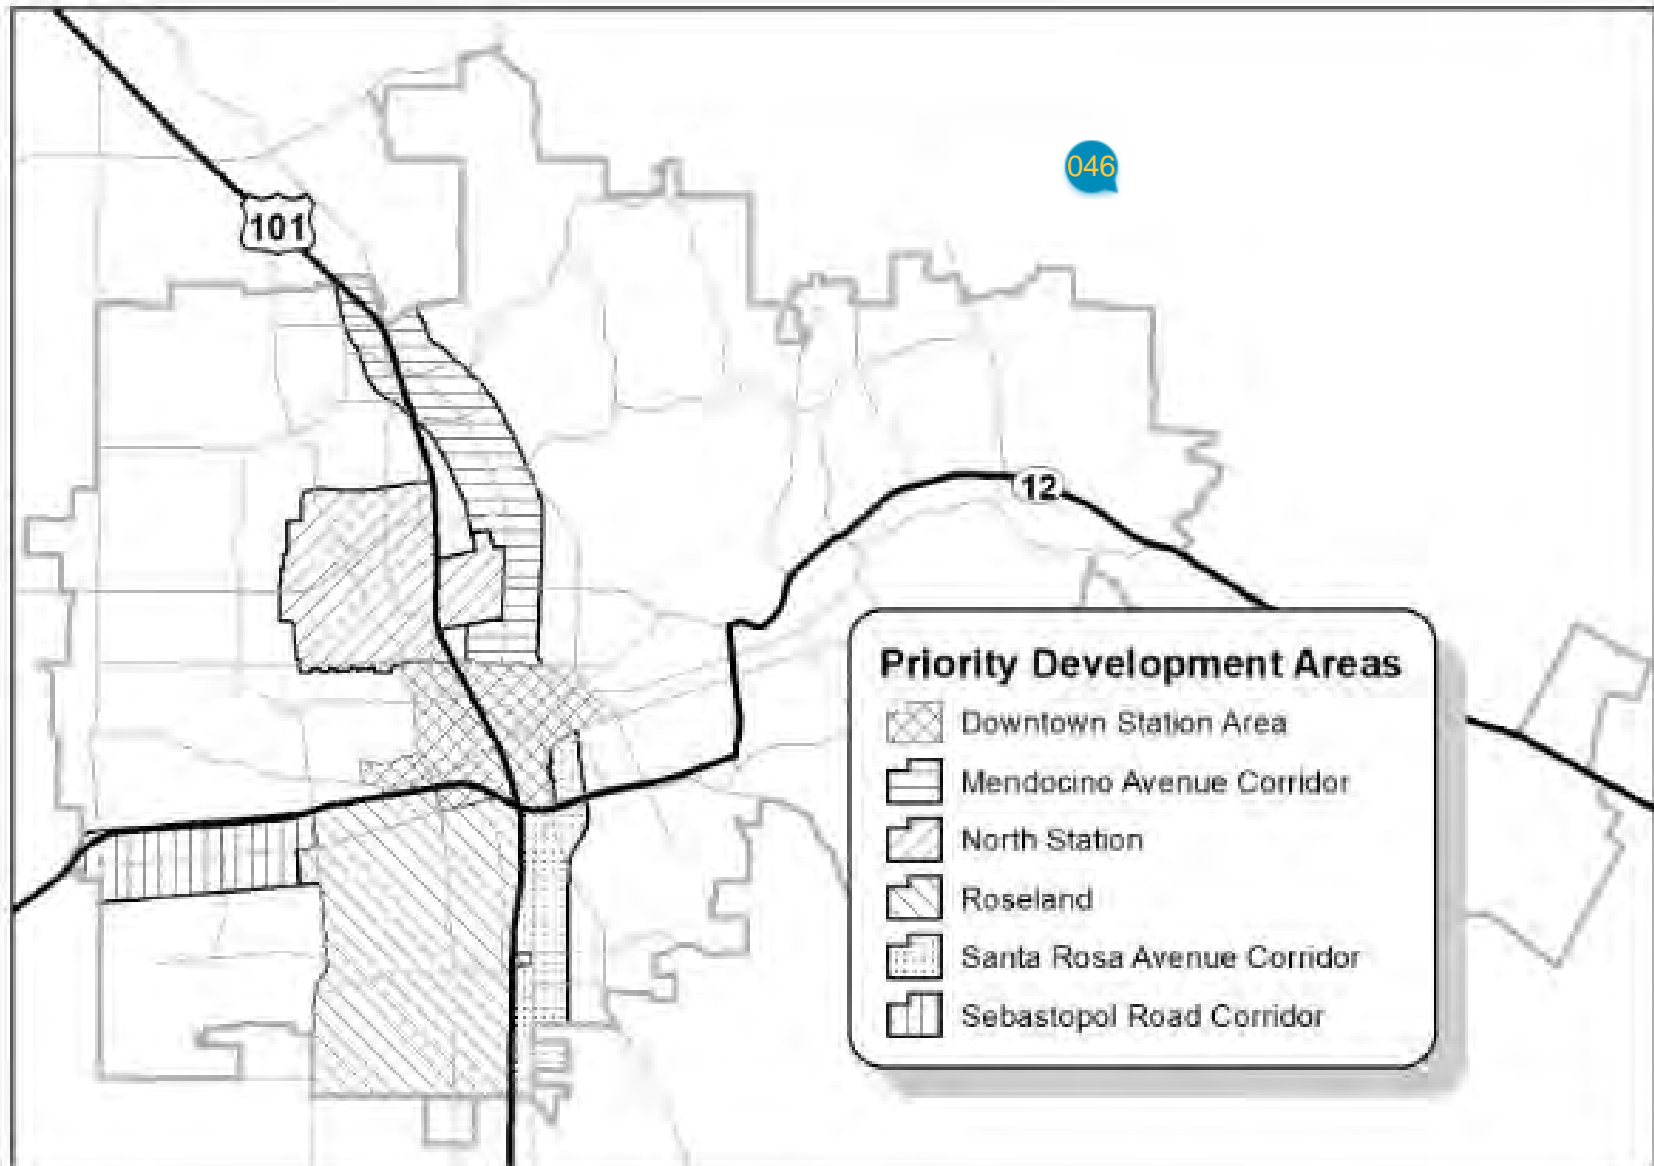 046
101
12
Priority Development Areas
Downtown Station Area
Mendocino Avenue Corridor
North Station
Roseland
Santa Rosa Avenue Corridor
Sebastopol Road Corridor